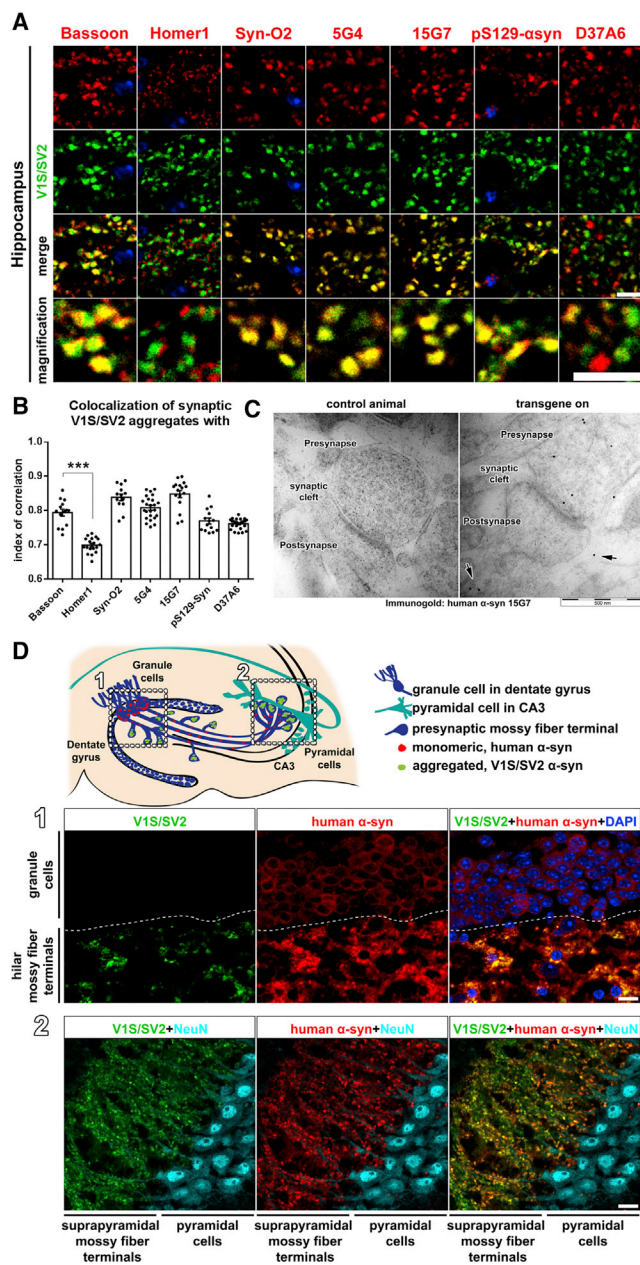 A
Bassoon Homer1 Syn-O2 5G4 15G7 pS129-αsyn D37A6
Hippocampus
V1S/SV2
merge
magnification
B
Colocalization of synaptic
V1S/SV2 aggregates with
index of correlation
1.0
0.9
0.8
0.7
0.6
***
Bassoon
Homer1
Syn-O2
5G4
15G7
pS129-Syn
D37A6
C
control animal
transgene on
Presynapse
synaptic
cleft
Postsynapse
Presynapse
synaptic
cleft
Postsynapse
Immunogold: human α-syn 15G7
500 nm
D
1
Granule
cells
2
Dentate
gyrus
CA3
Pyramidal
cells
granule cell in dentate gyrus
pyramidal cell in CA3
presynaptic mossy fiber terminal
monomeric, human α-syn
aggregated, V1S/SV2 α-syn
1
V1S/SV2
human α-syn
V1S/SV2+human α-syn+DAPI
granule
cells
hilar
mossy fiber
terminals
2
V1S/SV2+NeuN
human α-syn+NeuN
V1S/SV2+human α-syn+NeuN
suprapyramidal
mossy fiber
terminals
pyramidal
cells
suprapyramidal
mossy fiber
terminals
pyramidal
cells
suprapyramidal
mossy fiber
terminals
pyramidal
cells